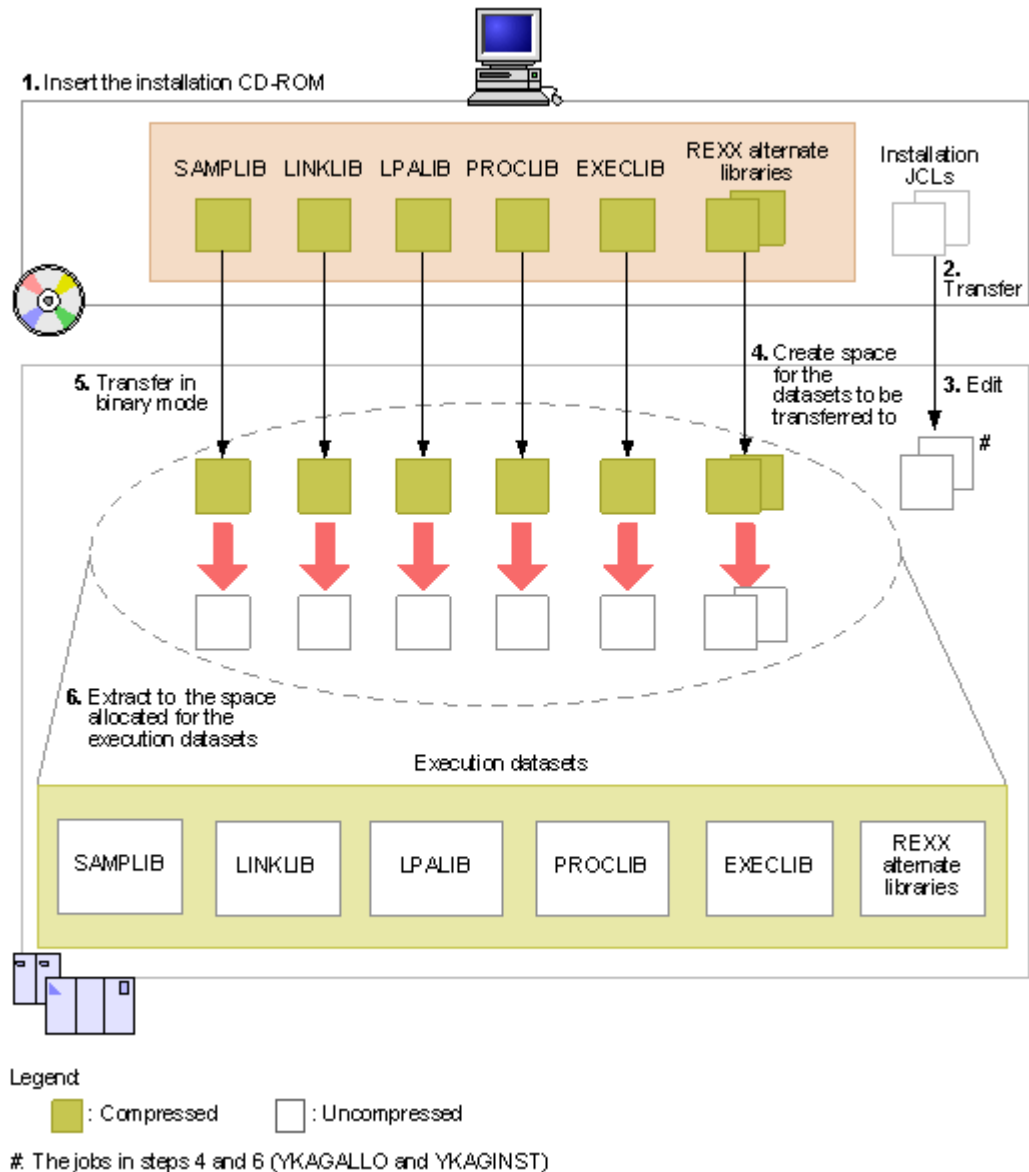 1. Insert the installation CD-ROM
SAMPLIB
LINKLIB
LPALIB
PROCLIB
EXECLIB
REXX alternate
libraries
Installation
JCLs
2.
Transfer
5. Transfer in
binary mode
4. Create space
for the
datasets to be
transferred to
3. Edit
#
6. Extract to the space
allocated for the
execution datasets
Execution datasets
SAMPLIB
LINKLIB
LPALIB
PROCLIB
EXECLIB
REXX
alternate
libraries
Legend:
: Compressed
: Uncompressed
#: The jobs in steps 4 and 6 (YKAGALLO and YKAGINST)